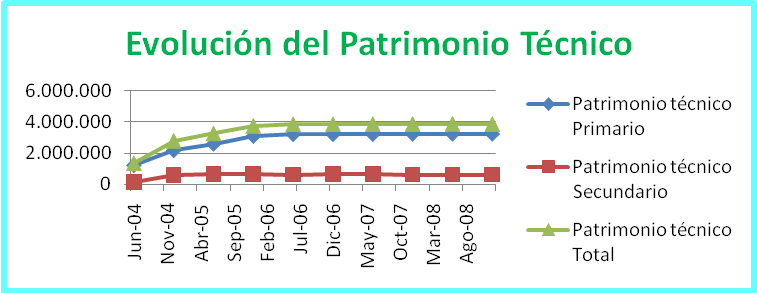 Evolución del Patrimonio Técnico
6.000.000
4.000.000
2.000.000
0
Jun-04
Nov-04
Abr-05
Sep-05
Feb-06
Jul-06
Dic-06
May-07
Oct-07
Mar-08
Ago-08
Patrimonio técnico
Primario
Patrimonio técnico
Secundario
Patrimonio técnico
Total